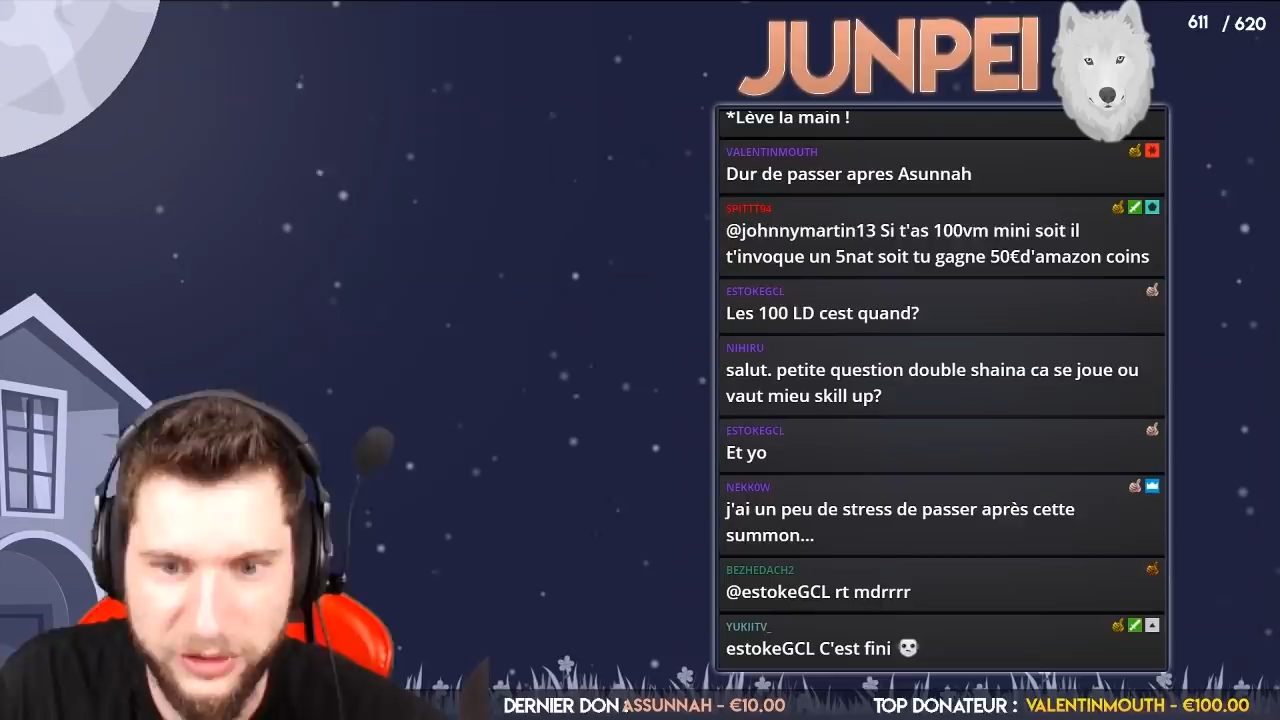 JUNPEI
611 / 620
*Lève la main !
VALENTINMOUTH
Dur de passer apres Asunnah
SPITTT94
@johnnymartin13 Si t'as 100vm mini soit il
t'invoque un 5nat soit tu gagne 50€d'amazon coins
ESTOKEGCL
Les 100 LD cest quand?
NIHIRU
salut. petite question double shaina ca se joue ou
vaut mieu skill up?
ESTOKEGCL
Et yo
NEKK0W
j'ai un peu de stress de passer après cette
summon...
BEZHEDACH2
@estokeGCL rt mdrrrr
YUKIITV_
estokeGCL C'est fini
DERNIER DON : ASSUNNAH - €10.00
TOP DONATEUR : VALENTINMOUTH - €100.00